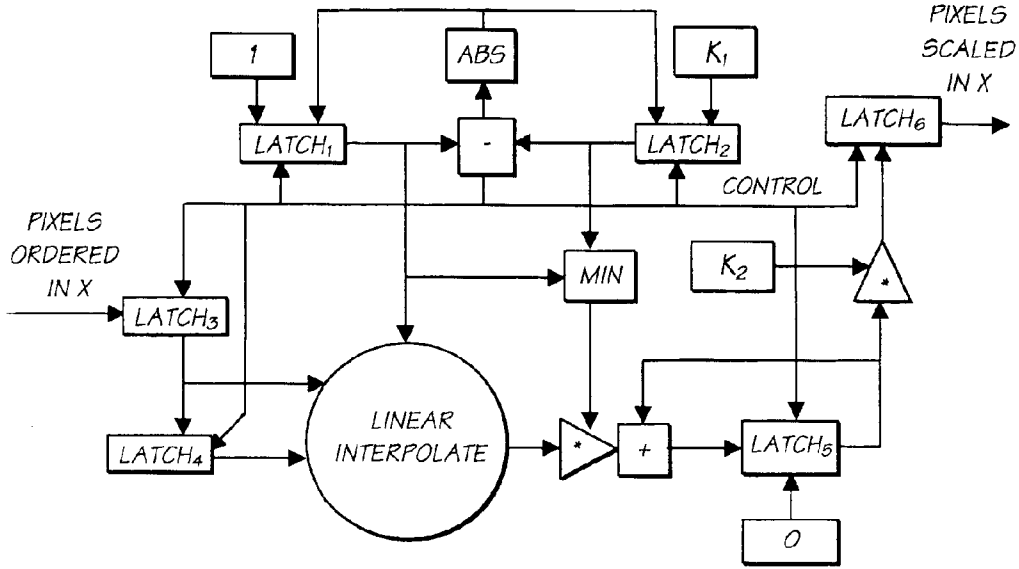 PIXELS
SCALED
IN X
1
ABS
K₁
LATCH₁
-
LATCH₂
LATCH₆
CONTROL
PIXELS
ORDERED
IN X
MIN
K₂
*
LATCH₃
LINEAR
INTERPOLATE
LATCH₄
*
+
LATCH₅
0